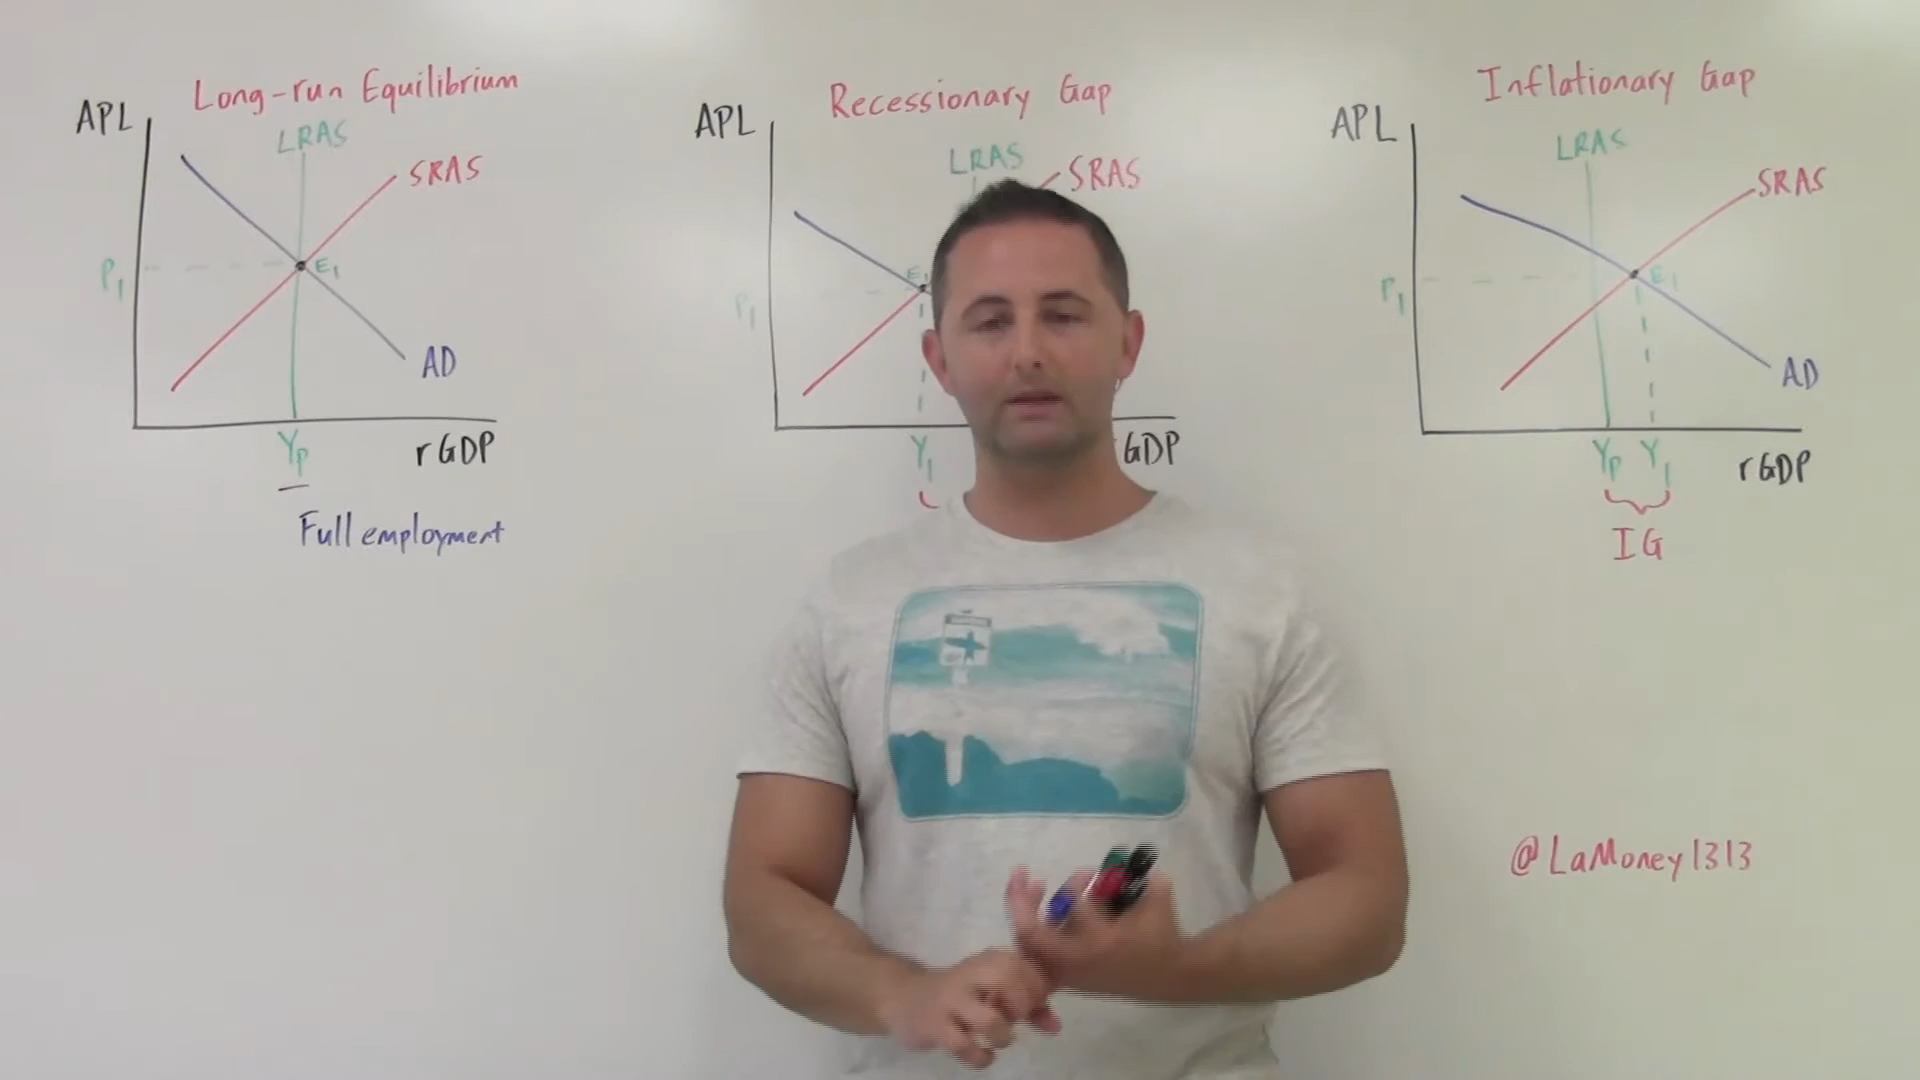 Long-run Equilibrium
APL
LRAS
SRAS
P1
E1
AD
Yp
rGDP
Full employment
Recessionary Gap
APL
LRAS
SRAS
E1
P1
Y1
GDP
Inflationary Gap
APL
LRAS
SRAS
P1
E1
AD
Yp Y1
rGDP
IG
@LaMoney1313